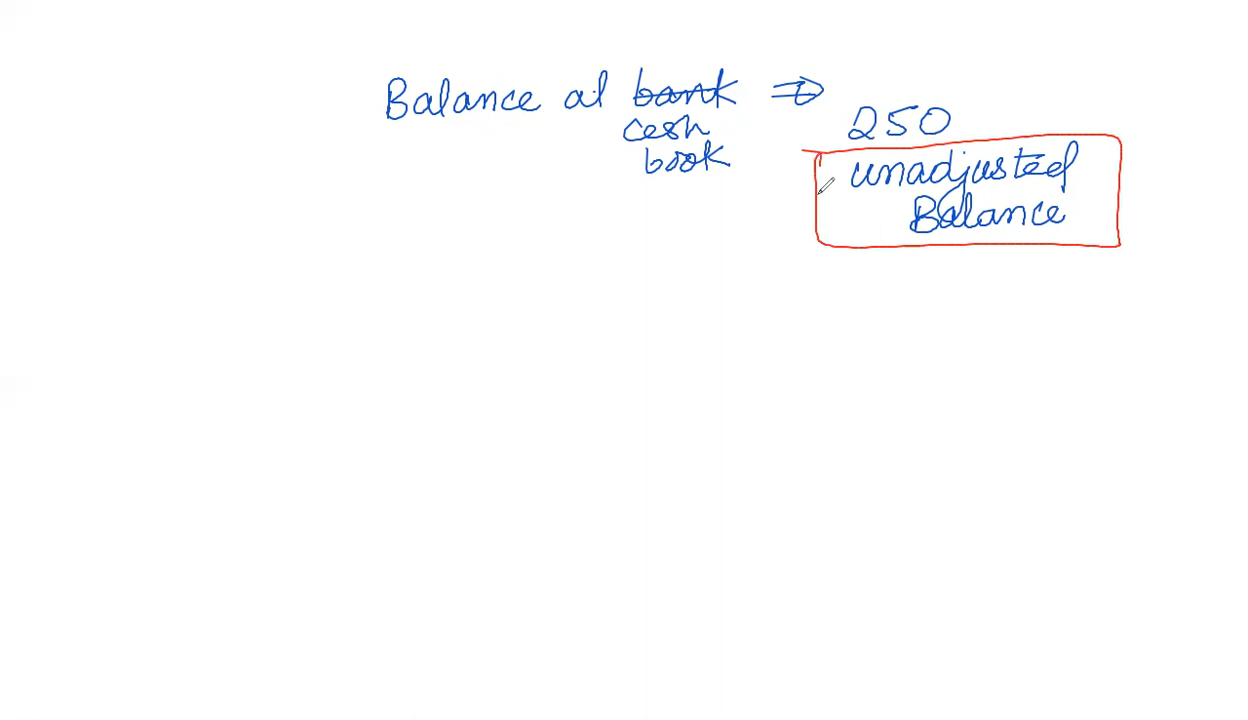 Balance at bank ⇒
cash
book
250
unadjusted
Balance